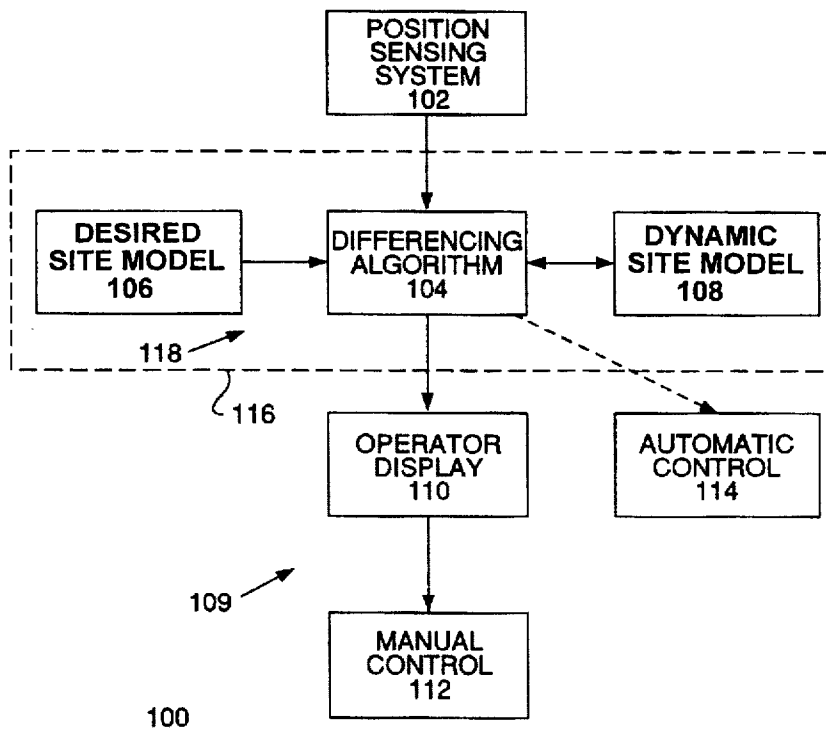 POSITION
SENSING
SYSTEM
102
DESIRED
SITE MODEL
106
DIFFERENCING
ALGORITHM
104
DYNAMIC
SITE MODEL
108
118
116
OPERATOR
DISPLAY
110
AUTOMATIC
CONTROL
114
109
MANUAL
CONTROL
112
100